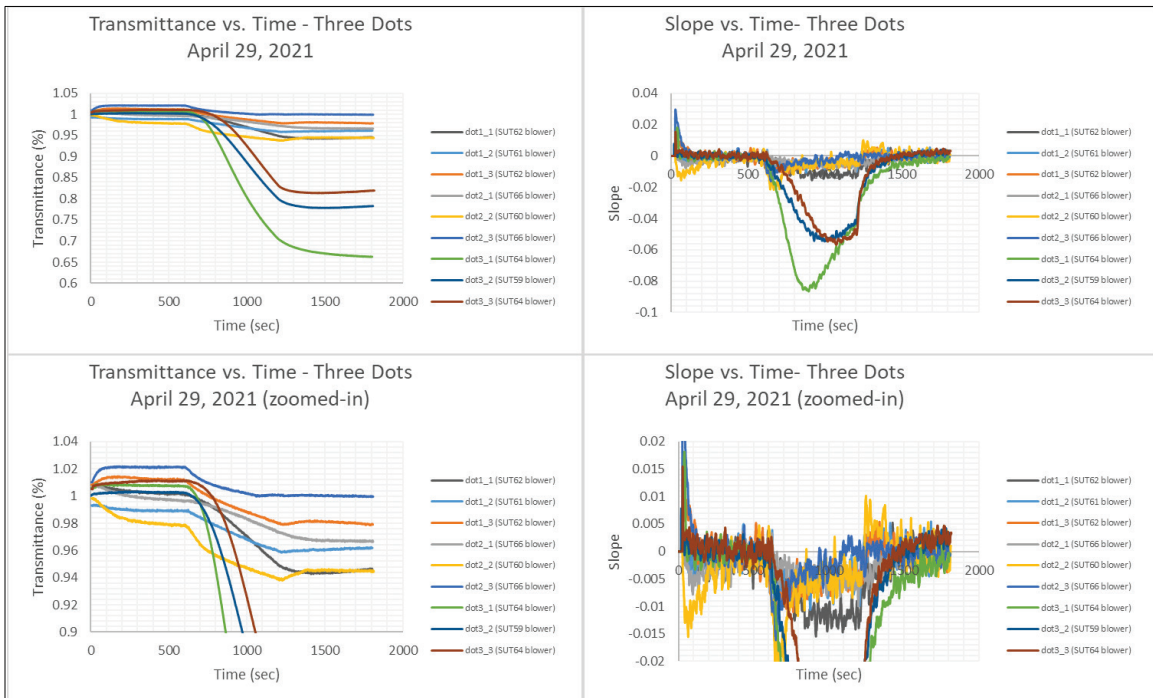 Transmittance vs. Time - Three Dots
April 29, 2021
1.05
1
0.95
0.9
0.85
0.8
0.75
0.7
0.65
0.6
Transmittance (%)
0
500
1000
1500
2000
Time (sec)
dot1_1 (SUT62 blower)
dot1_2 (SUT61 blower)
dot1_3 (SUT62 blower)
dot2_1 (SUT66 blower)
dot2_2 (SUT60 blower)
dot2_3 (SUT66 blower)
dot3_1 (SUT64 blower)
dot3_2 (SUT59 blower)
dot3_3 (SUT64 blower)
Slope vs. Time- Three Dots
April 29, 2021
0.04
0.02
0
-0.02
-0.04
-0.06
-0.08
-0.1
Slope
0
500
1000
1500
2000
Time (sec)
dot1_1 (SUT62 blower)
dot1_2 (SUT61 blower)
dot1_3 (SUT62 blower)
dot2_1 (SUT66 blower)
dot2_2 (SUT60 blower)
dot2_3 (SUT66 blower)
dot3_1 (SUT64 blower)
dot3_2 (SUT59 blower)
dot3_3 (SUT64 blower)
Transmittance vs. Time - Three Dots
April 29, 2021 (zoomed-in)
1.04
1.02
1
0.98
0.96
0.94
0.92
0.9
Transmittance (%)
0
500
1000
1500
2000
Time (sec)
dot1_1 (SUT62 blower)
dot1_2 (SUT61 blower)
dot1_3 (SUT62 blower)
dot2_1 (SUT66 blower)
dot2_2 (SUT60 blower)
dot2_3 (SUT66 blower)
dot3_1 (SUT64 blower)
dot3_2 (SUT59 blower)
dot3_3 (SUT64 blower)
Slope vs. Time- Three Dots
April 29, 2021 (zoomed-in)
0.02
0.015
0.01
0.005
0
-0.005
-0.01
-0.015
-0.02
Slope
0
500
1000
1500
2000
Time (sec)
dot1_1 (SUT62 blower)
dot1_2 (SUT61 blower)
dot1_3 (SUT62 blower)
dot2_1 (SUT66 blower)
dot2_2 (SUT60 blower)
dot2_3 (SUT66 blower)
dot3_1 (SUT64 blower)
dot3_2 (SUT59 blower)
dot3_3 (SUT64 blower)